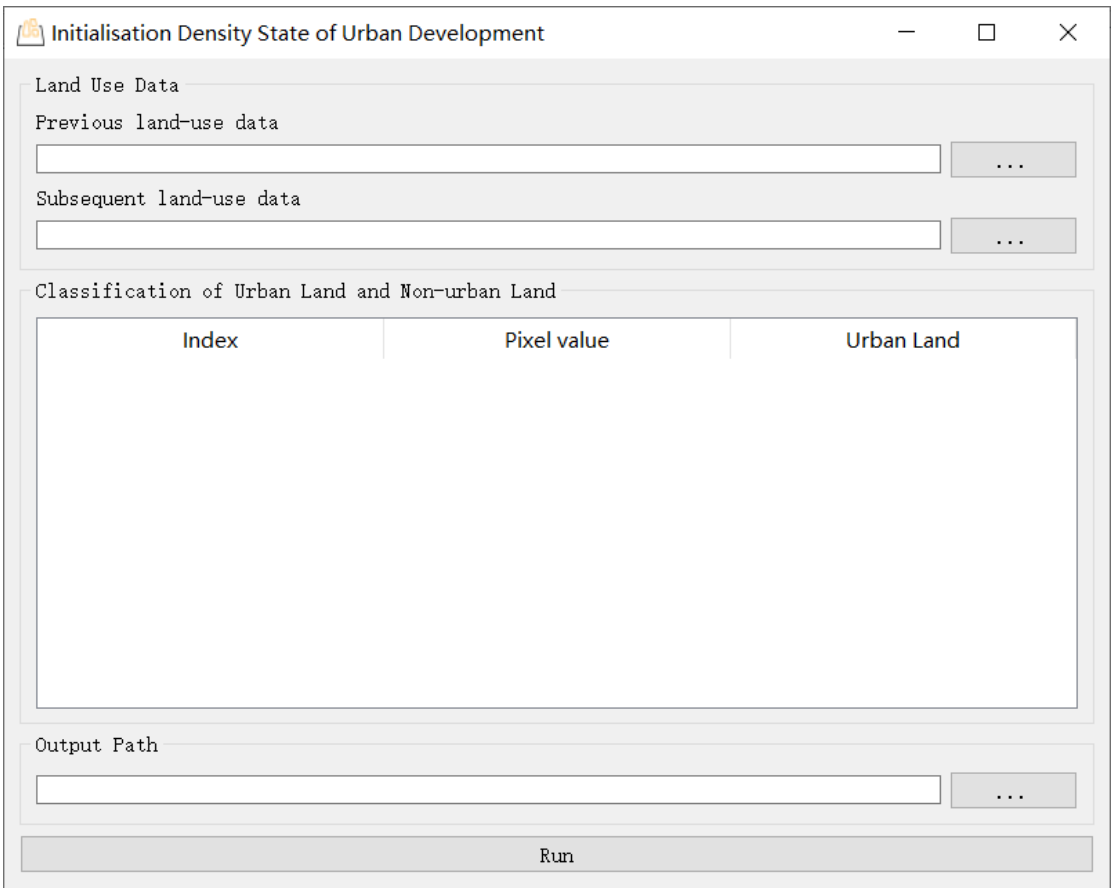 Initialisation Density State of Urban Development
Land Use Data
Previous land-use data
...
Subsequent land-use data
...
Classification of Urban Land and Non-urban Land
Index Pixel value Urban Land
Output Path
...
Run